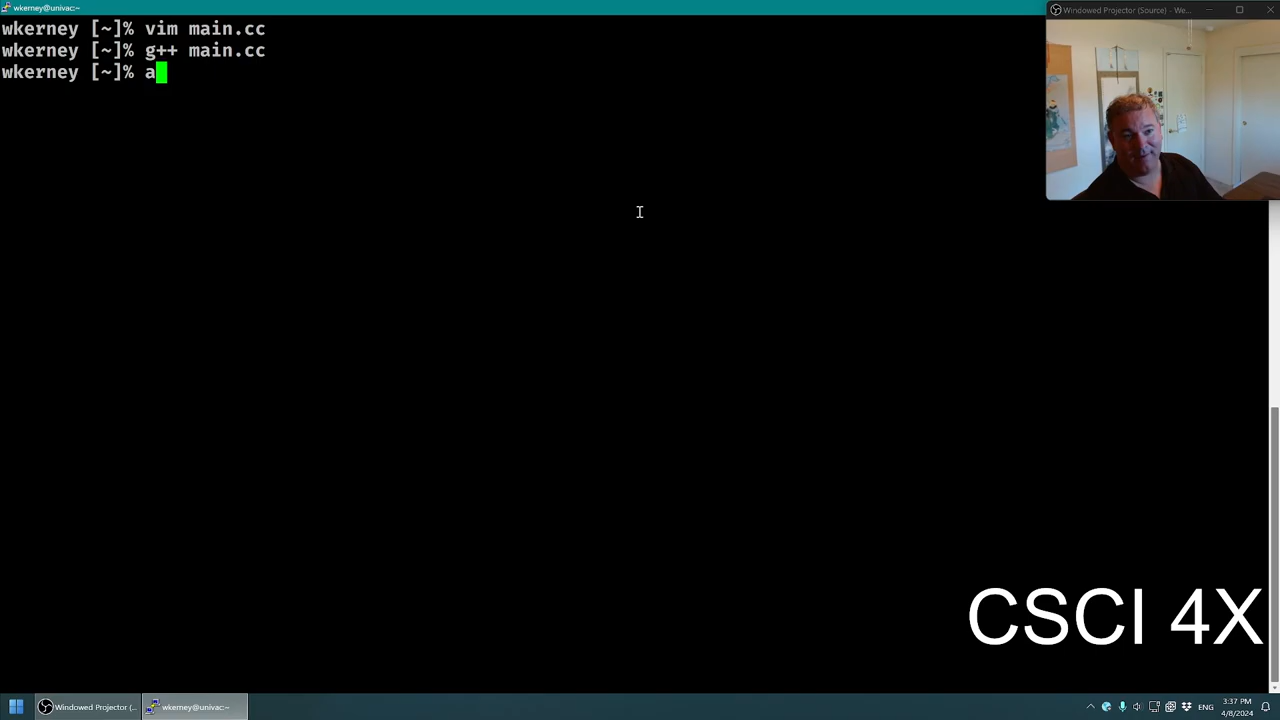 wkerney@univac:~
Windowed Projector (Source) - We...
wkerney [~]% vim main.cc
wkerney [~]% g++ main.cc
wkerney [~]% a
CSCI 4X
Windowed Projector (...
wkerney@univac:~
ENG
3:37 PM
4/8/2024